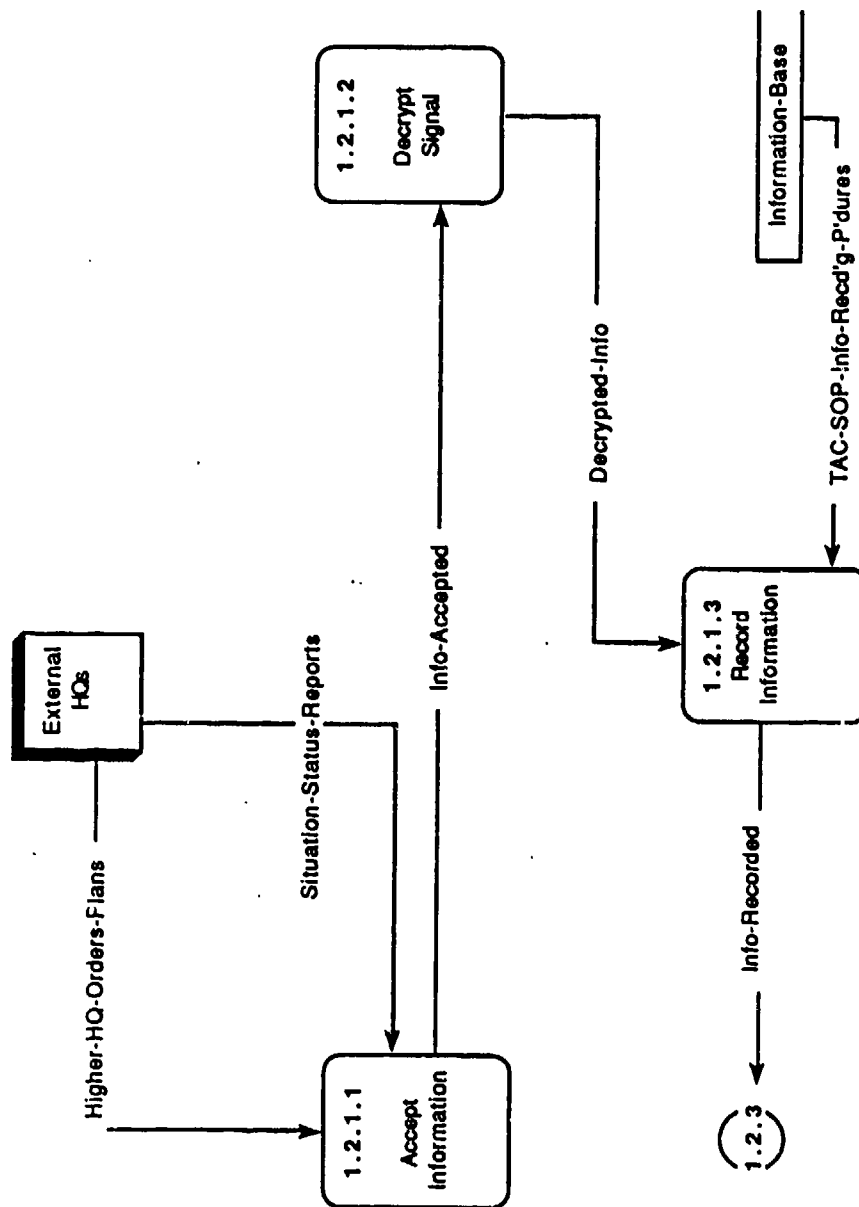 External
HQs
Higher-HQ-Orders-Flans
Situation-Status-Reports
1.2.1.1
Accept
Information
Info-Accepted
1.2.1.2
Decrypt
Signal
Decrypted-Info
1.2.1.3
Record
Information
Information-Base
TAC-SOP-Info-Recd'g-P'dures
Info-Recorded
1.2.3